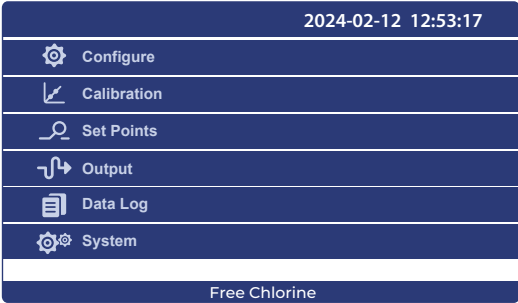 2024-02-12 12:53:17
Configure
Calibration
Set Points
Output
Data Log
System
Free Chlorine